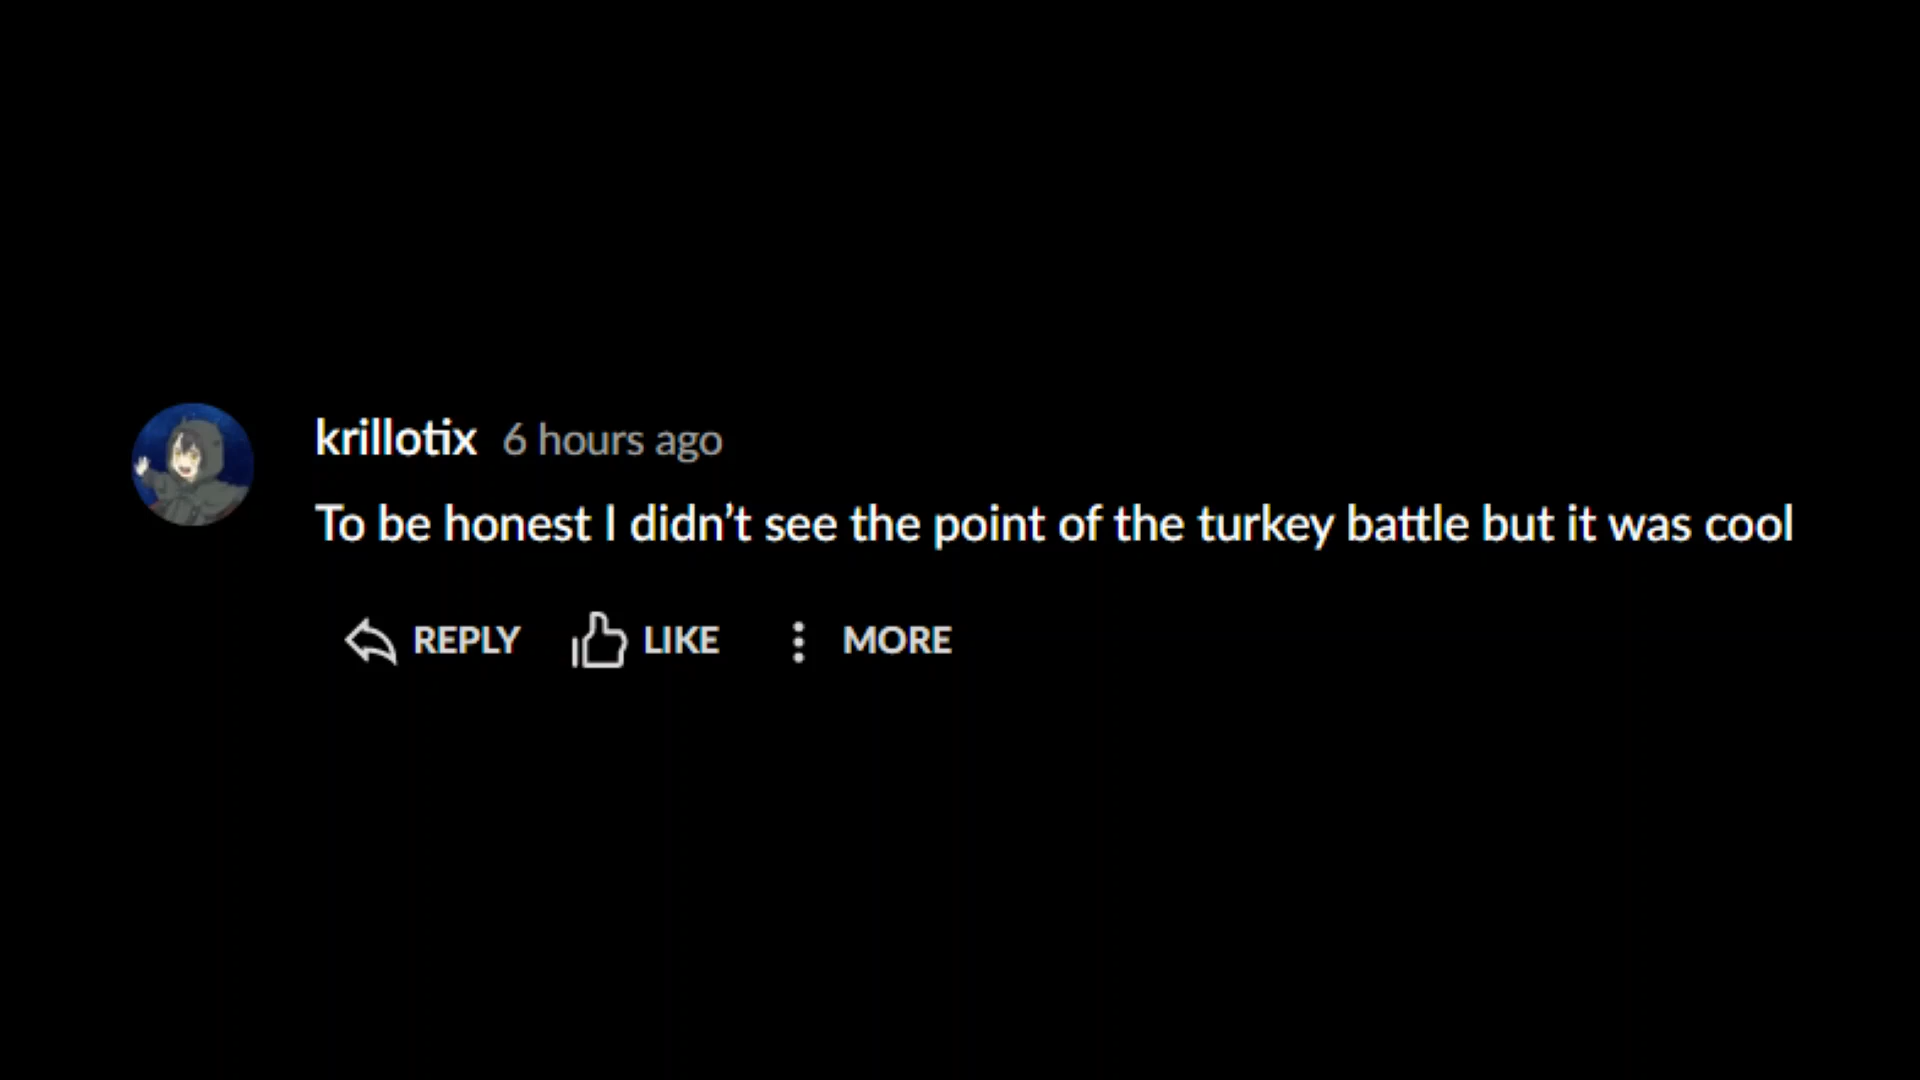 krillotix 6 hours ago
To be honest I didn’t see the point of the turkey battle but it was cool
REPLY LIKE MORE